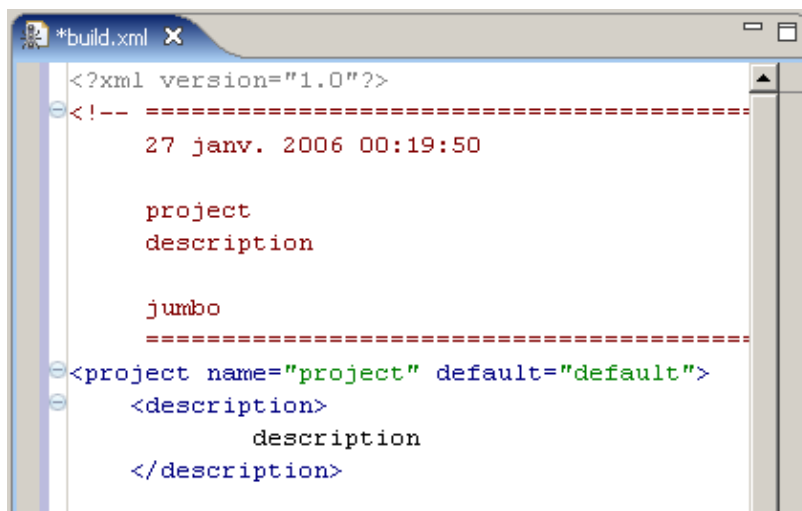 *build.xml
<?xml version="1.0"?>
<!-- ========================================
27 janv. 2006 00:19:50
project
description
jumbo
========================================
<project name="project" default="default">
<description>
description
</description>